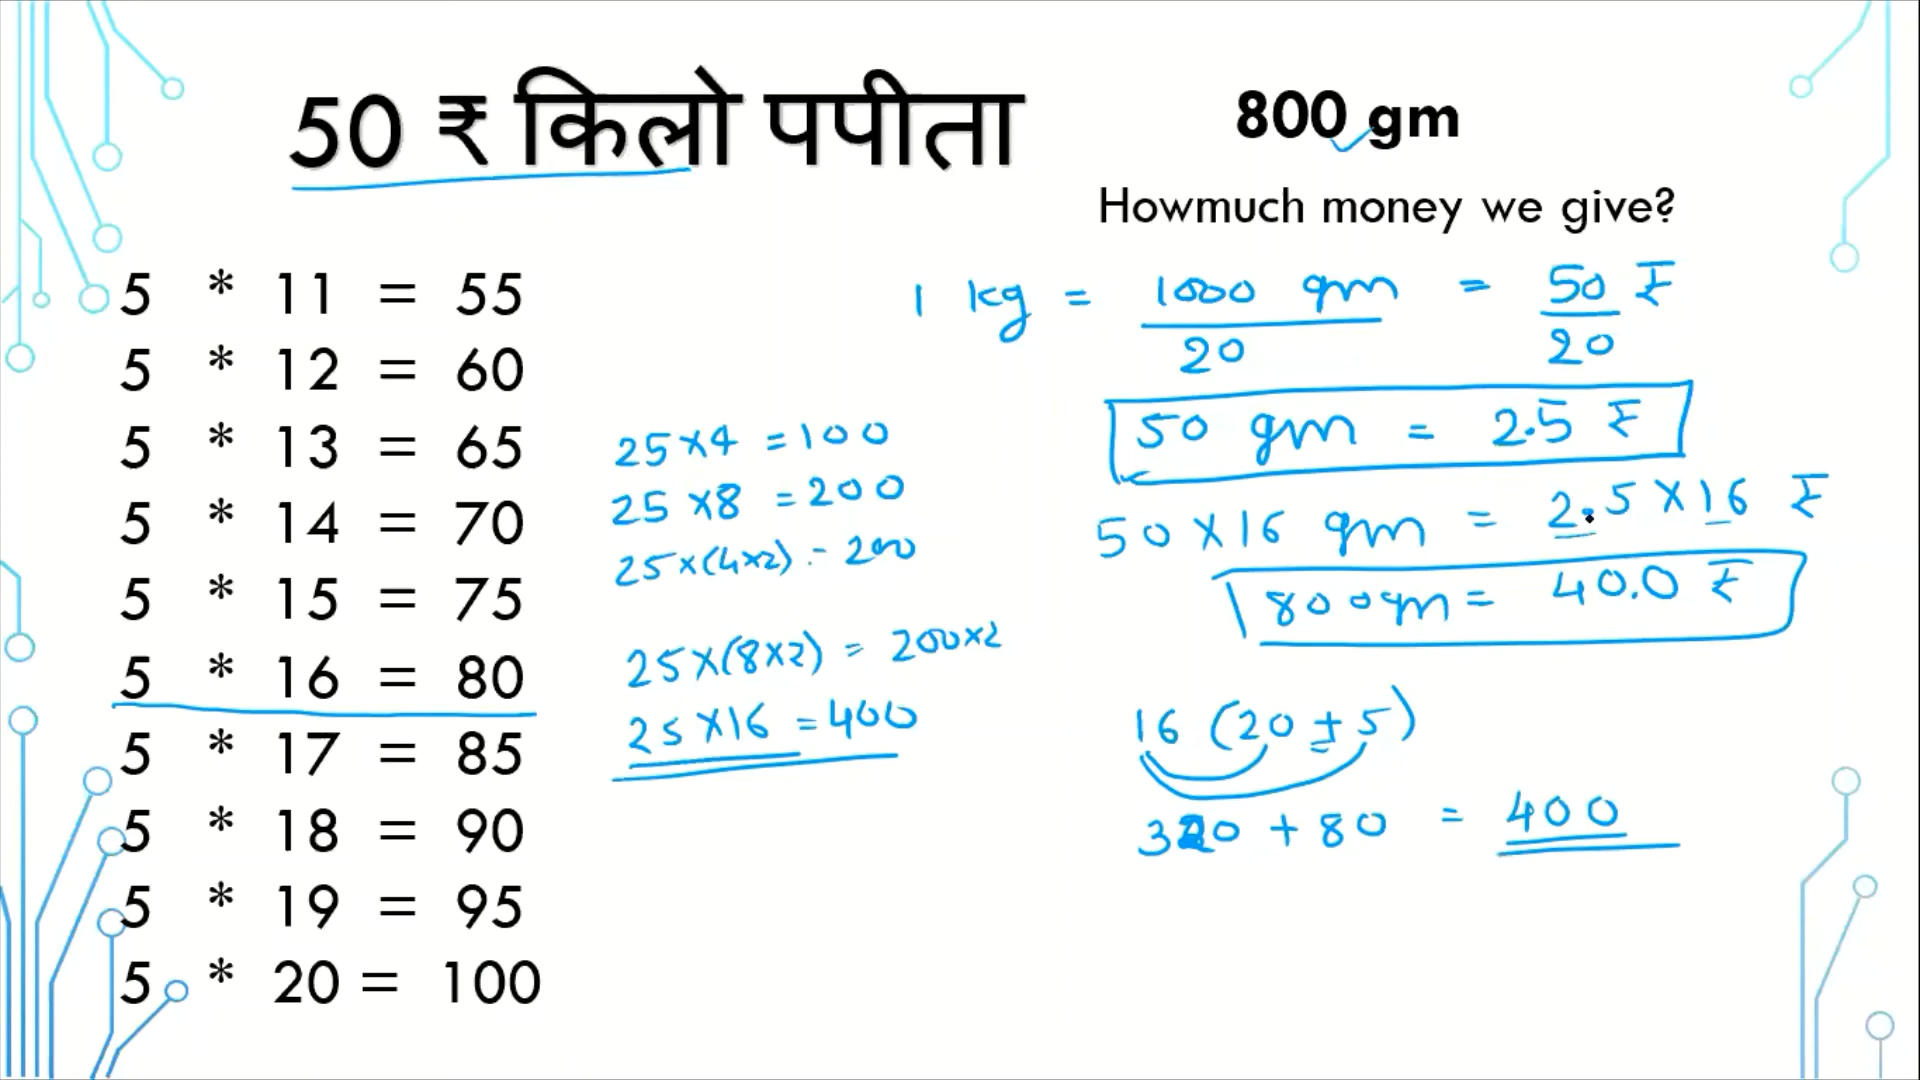 50 ₹ किलो पपीता
800 gm
Howmuch money we give?
5 * 11 = 55
5 * 12 = 60
5 * 13 = 65
5 * 14 = 70
5 * 15 = 75
5 * 16 = 80
5 * 17 = 85
5 * 18 = 90
5 * 19 = 95
5 * 20 = 100
25 × 4 = 100
25 × 8 = 200
25 × (4×2) = 200
25 × (8×2) = 200×2
25 × 16 = 400
1 kg = 1000 gm = 50 ₹
20 20
50 gm = 2.5 ₹
50 × 16 gm = 2.5 × 16 ₹
800gm = 40.0 ₹
16 (20 + 5)
320 + 80 = 400